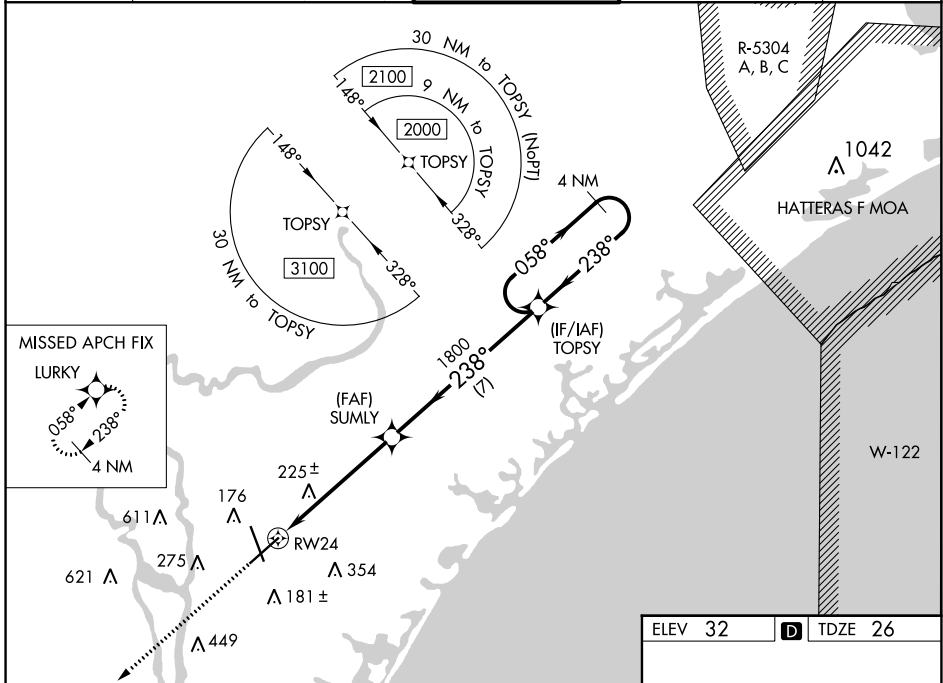 30 NM to TOPSY (NoPT)
2100
148°
9 NM to TOPSY
2000
TOPSY
328°
148°
TOPSY
328°
3100
30 NM to TOPSY
R-5304
A, B, C
1042
HATTERAS F MOA
4 NM
058°
238°
(IF/IAF)
TOPSY
1800
238°
(7)
(FAF)
SUMLY
MISSED APCH FIX
LURKY
058°
238°
4 NM
W-122
225±
176
611
RW24
275
354
621
181±
449
ELEV 32 D TDZE 26